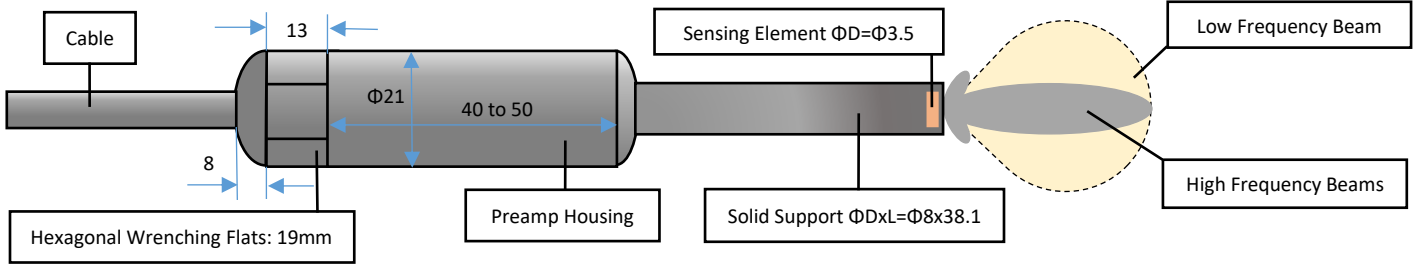 Cable
13
Sensing Element ΦD=Φ3.5
Low Frequency Beam
Φ21
40 to 50
8
High Frequency Beams
Preamp Housing
Solid Support ΦDxL=Φ8x38.1
Hexagonal Wrenching Flats: 19mm